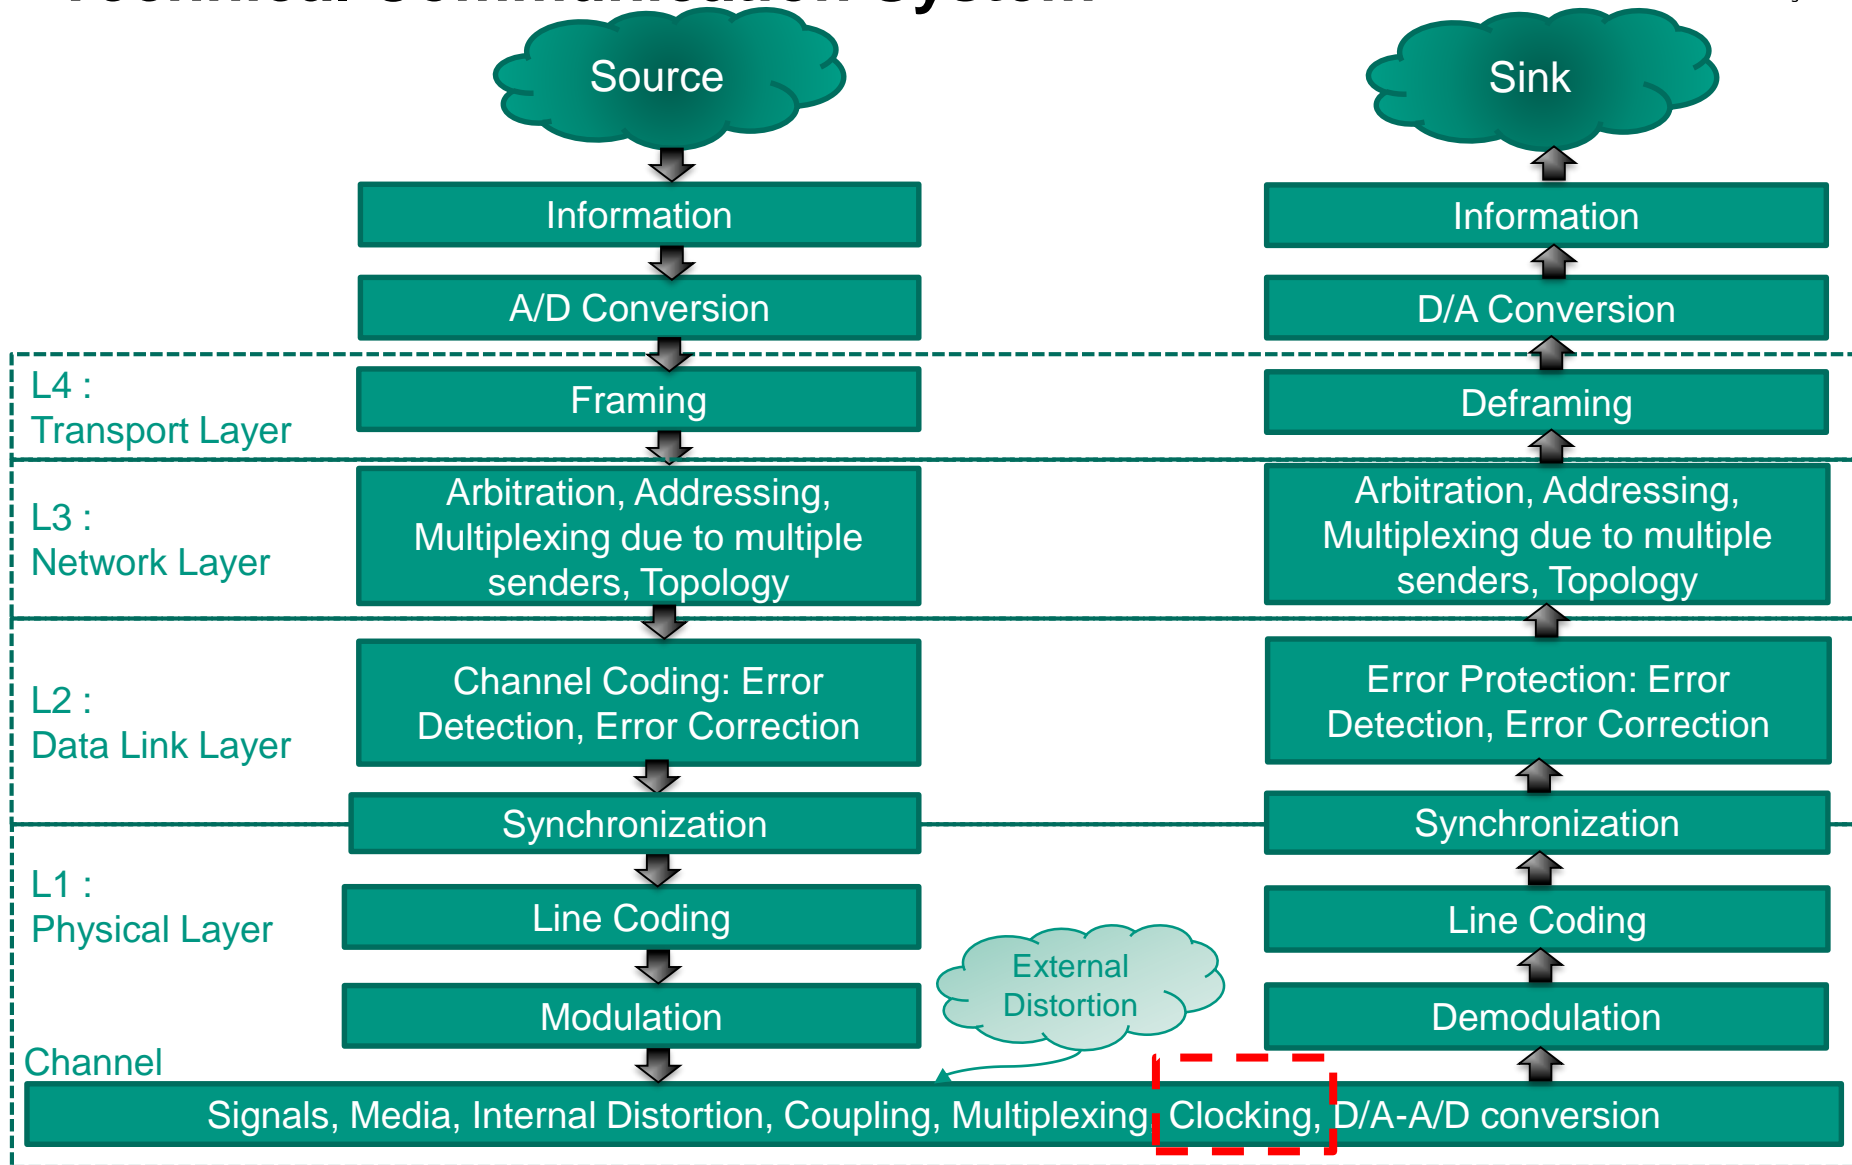 Technical Communication System
Source
Sink
Information
Information
A/D Conversion
D/A Conversion
L4 :
Transport Layer
Framing
Deframing
L3 :
Network Layer
Arbitration, Addressing,
Multiplexing due to multiple
senders, Topology
Arbitration, Addressing,
Multiplexing due to multiple
senders, Topology
L2 :
Data Link Layer
Channel Coding: Error
Detection, Error Correction
Error Protection: Error
Detection, Error Correction
Synchronization
Synchronization
L1 :
Physical Layer
Line Coding
Line Coding
External
Distortion
Modulation
Demodulation
Channel
Signals, Media, Internal Distortion, Coupling, Multiplexing, Clocking, D/A-A/D conversion